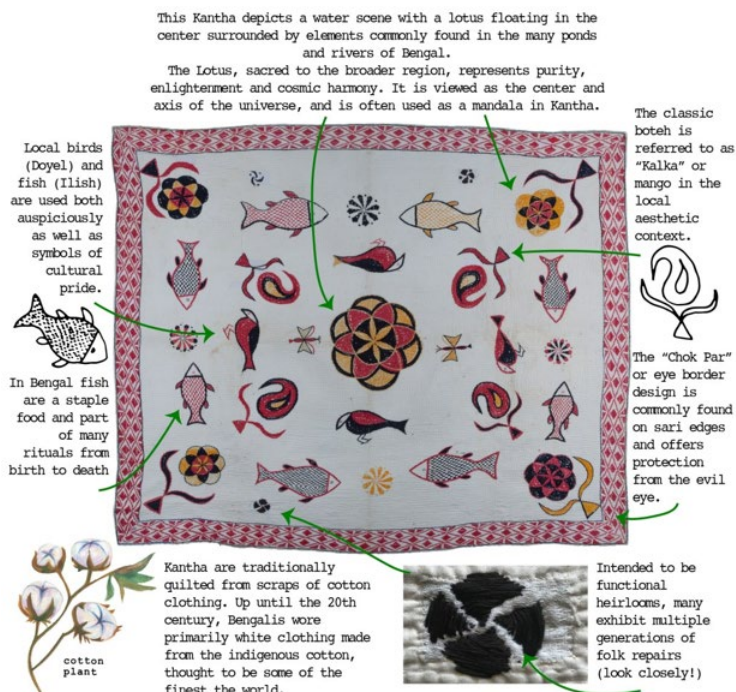 This Kantha depicts a water scene with a lotus floating in the
center surrounded by elements commonly found in the many ponds
and rivers of Bengal.
The Lotus, sacred to the broader region, represents purity,
enlightenment and cosmic harmony. It is viewed as the center and
axis of the universe, and is often used as a mandala in Kantha.
Local birds
(Doyel) and
fish (Ilish)
are used both
auspiciously
as well as
symbols of
cultural
pride.
The classic
boteh is
referred to as
"Kalka" or
mango in the
local
aesthetic
context.
In Bengal fish
are a staple
food and part
of many
rituals from
birth to death
The "Chok Par"
or eye border
design is
commonly found
on sari edges
and offers
protection
from the evil
eye.
cotton
plant
Kantha are traditionally
quilted from scraps of cotton
clothing. Up until the 20th
century, Bengalis wore
primarily white clothing made
from the indigenous cotton,
thought to be some of the
finest the world.
Intended to be
functional
heirlooms, many
exhibit multiple
generations of
folk repairs
(look closely!)